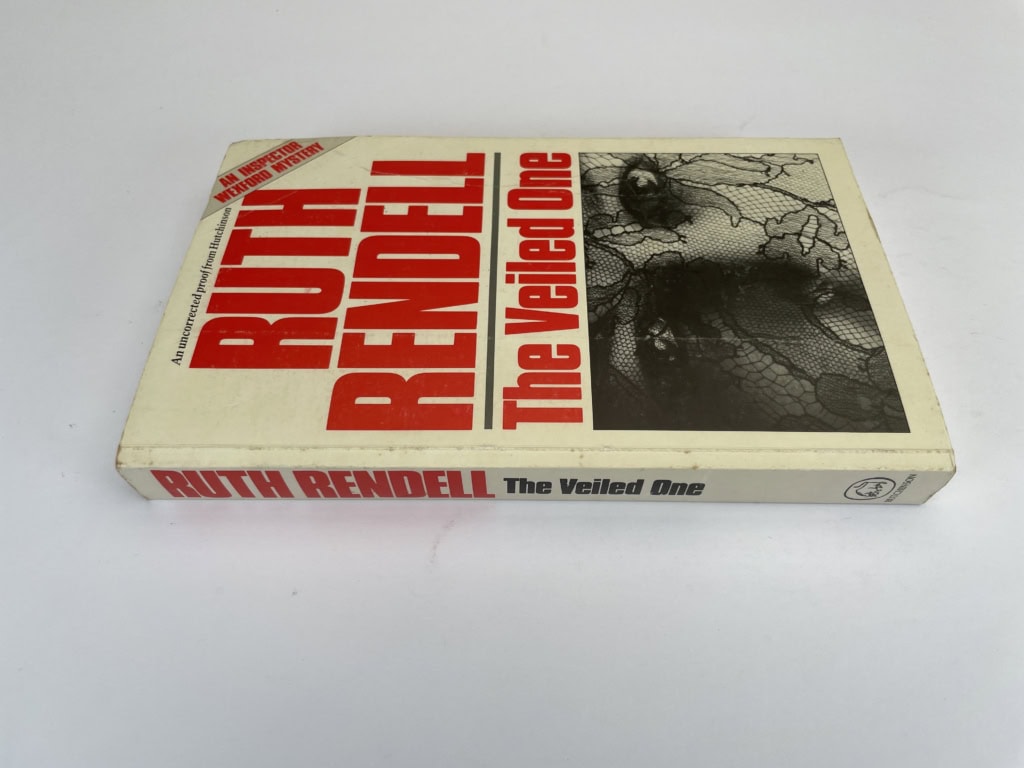 An uncorrected proof from Hutchinson
AN INSPECTOR
WEXFORD MYSTERY
RUTH
RENDELL
The Veiled One
RUTH RENDELL The Veiled One
HUTCHINSON